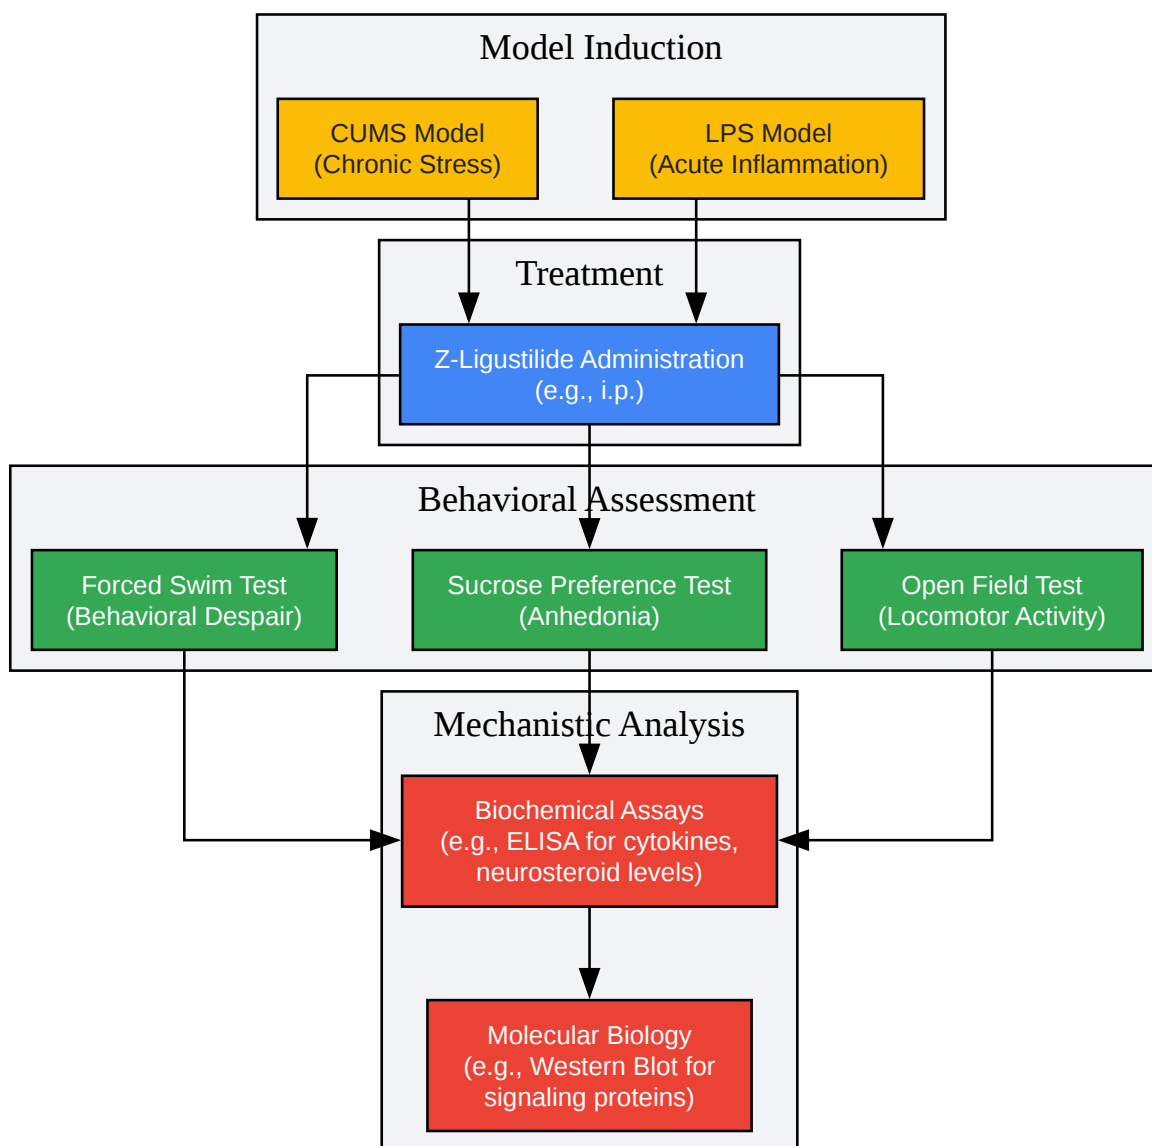 Model Induction
CUMS Model
(Chronic Stress)
LPS Model
(Acute Inflammation)
Treatment
Z-Ligustilide Administration
(e.g., i.p.)
Behavioral Assessment
Forced Swim Test
(Behavioral Despair)
Sucrose Preference Test
(Anhedonia)
Open Field Test
(Locomotor Activity)
Mechanistic Analysis
Biochemical Assays
(e.g., ELISA for cytokines,
neurosteroid levels)
Molecular Biology
(e.g., Western Blot for
signaling proteins)